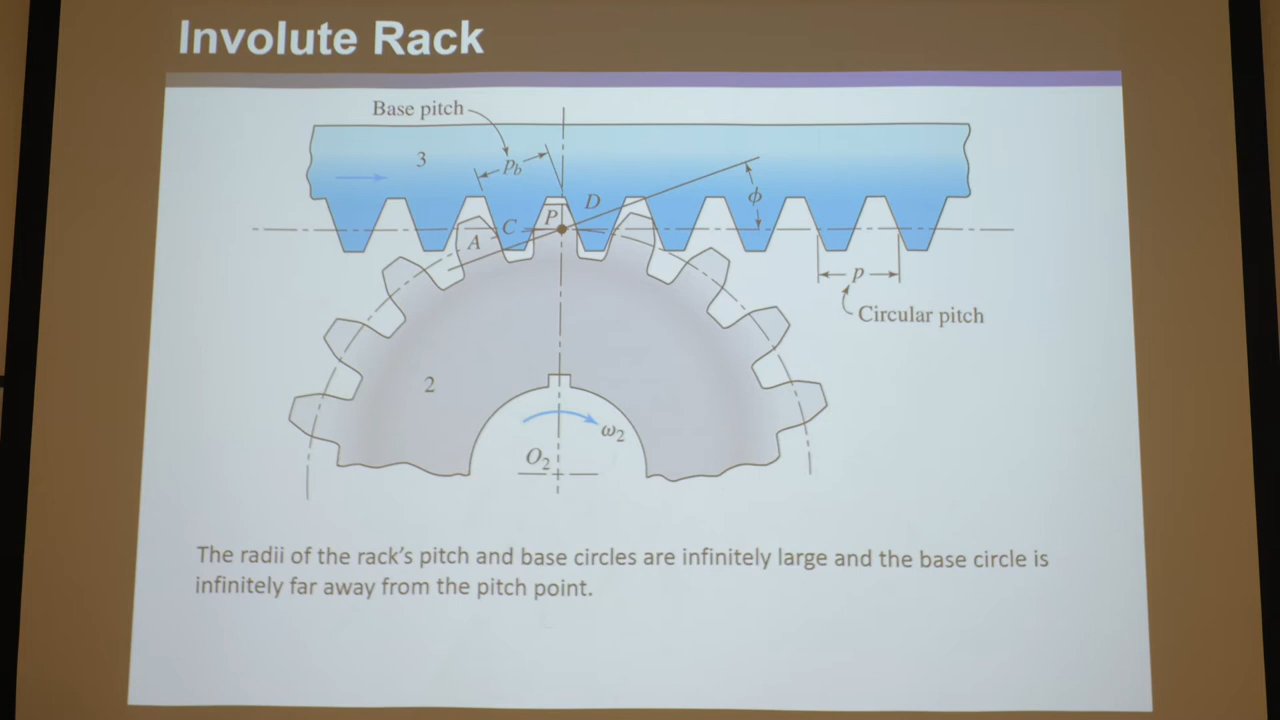 Involute Rack
Base pitch
3
pb
D
ϕ
P
C
A
p
Circular pitch
2
ω2
O2
The radii of the rack's pitch and base circles are infinitely large and the base circle is
infinitely far away from the pitch point.